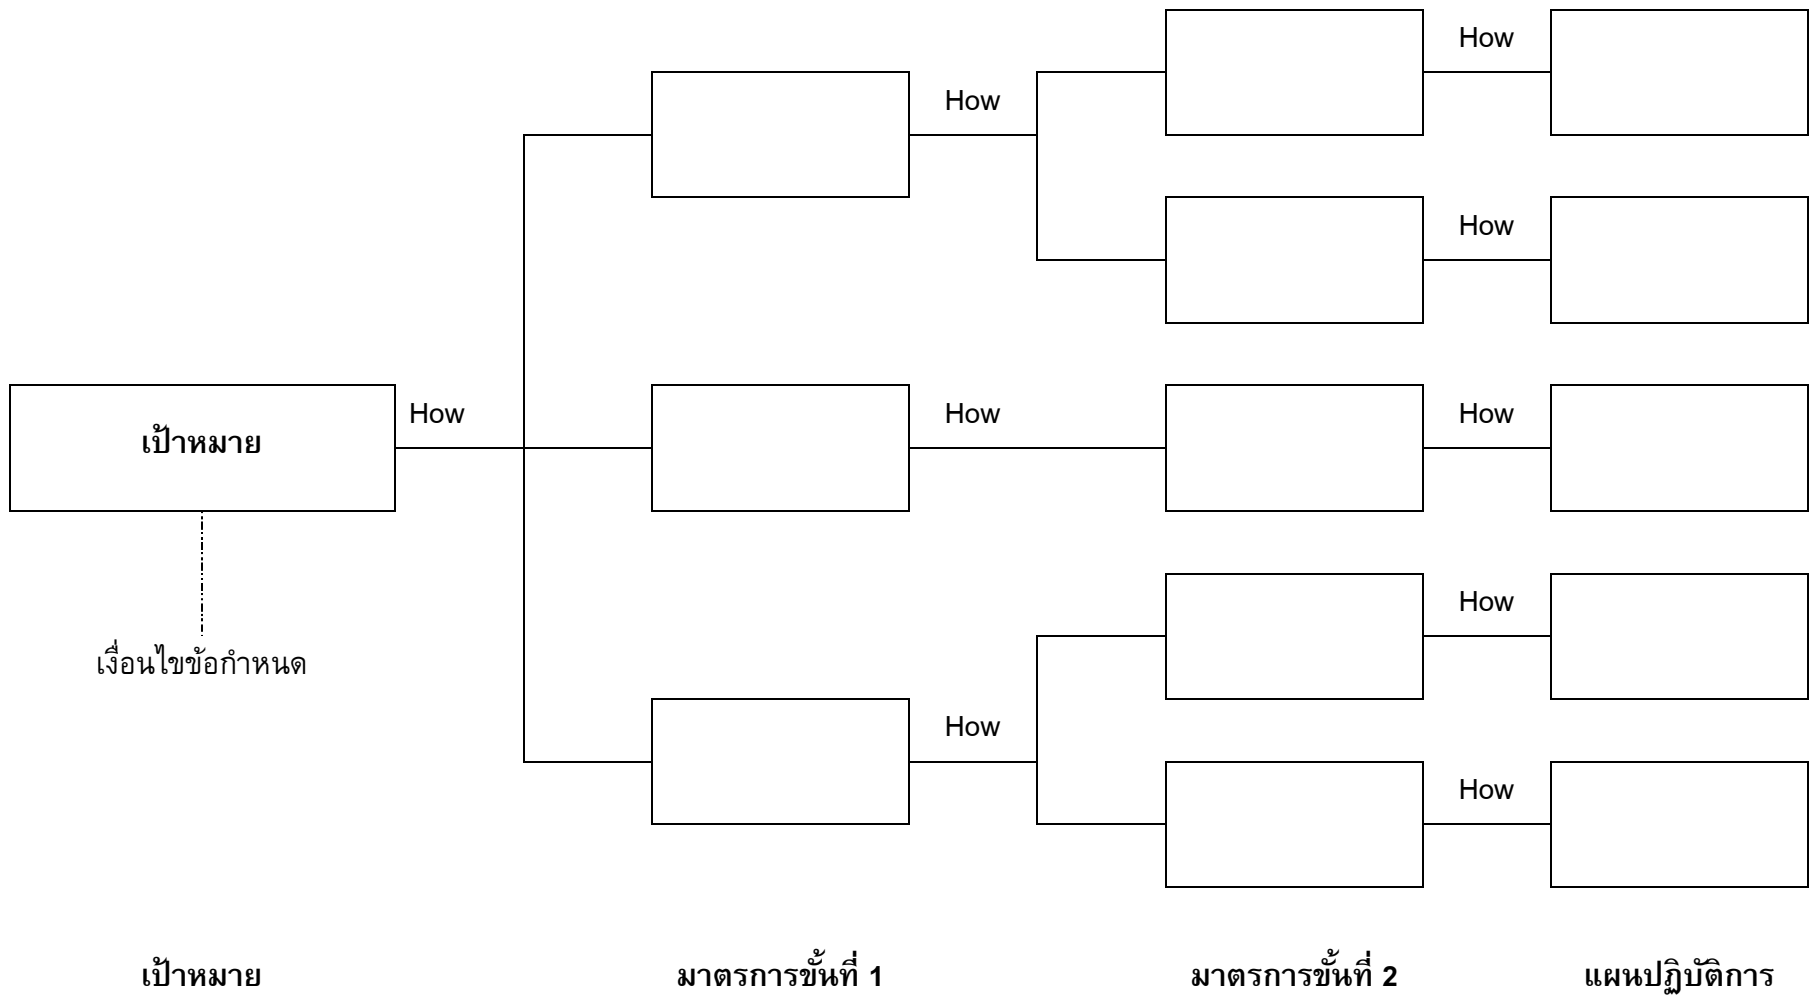 How
How
How
How
How
เป้าหมาย
How
How
How
How
เงื่อนไขข้อกำหนด
How
How
เป้าหมาย
มาตรการขั้นที่ 1
มาตรการขั้นที่ 2
แผนปฏิบัติการ